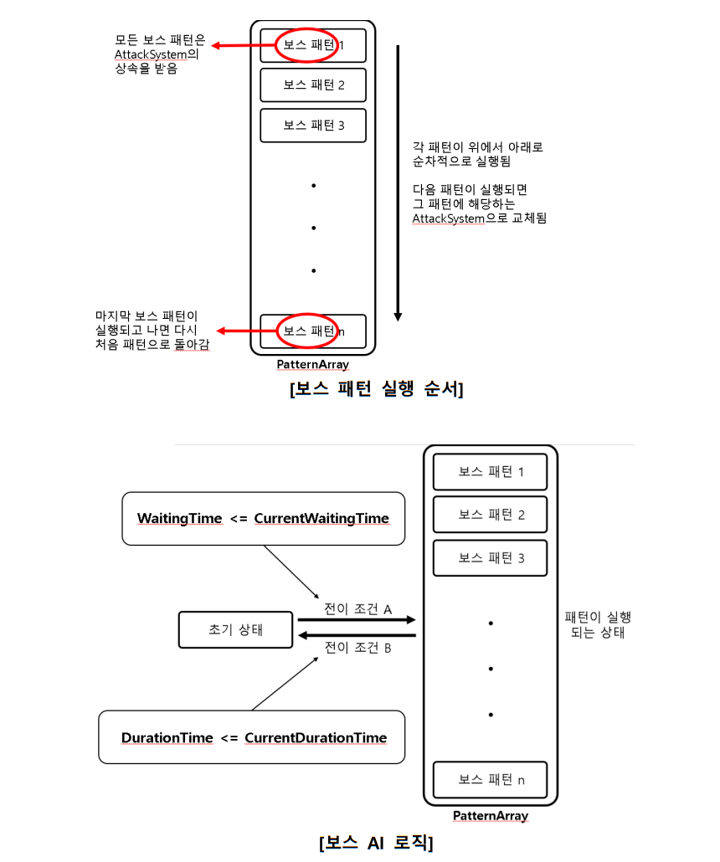 모든 보스 패턴은
AttackSystem의
상속을 받음
보스 패턴 1
보스 패턴 2
보스 패턴 3
각 패턴이 위에서 아래로
순차적으로 실행됨
다음 패턴이 실행되면
그 패턴에 해당하는
AttackSystem으로 교체됨
마지막 보스 패턴이
실행되고 나면 다시
처음 패턴으로 돌아감
보스 패턴 n
PatternArray
[보스 패턴 실행 순서]
보스 패턴 1
보스 패턴 2
보스 패턴 3
WaitingTime <= CurrentWaitingTime
전이 조건 A
초기 상태
전이 조건 B
패턴이 실행
되는 상태
DurationTime <= CurrentDurationTime
보스 패턴 n
PatternArray
[보스 AI 로직]